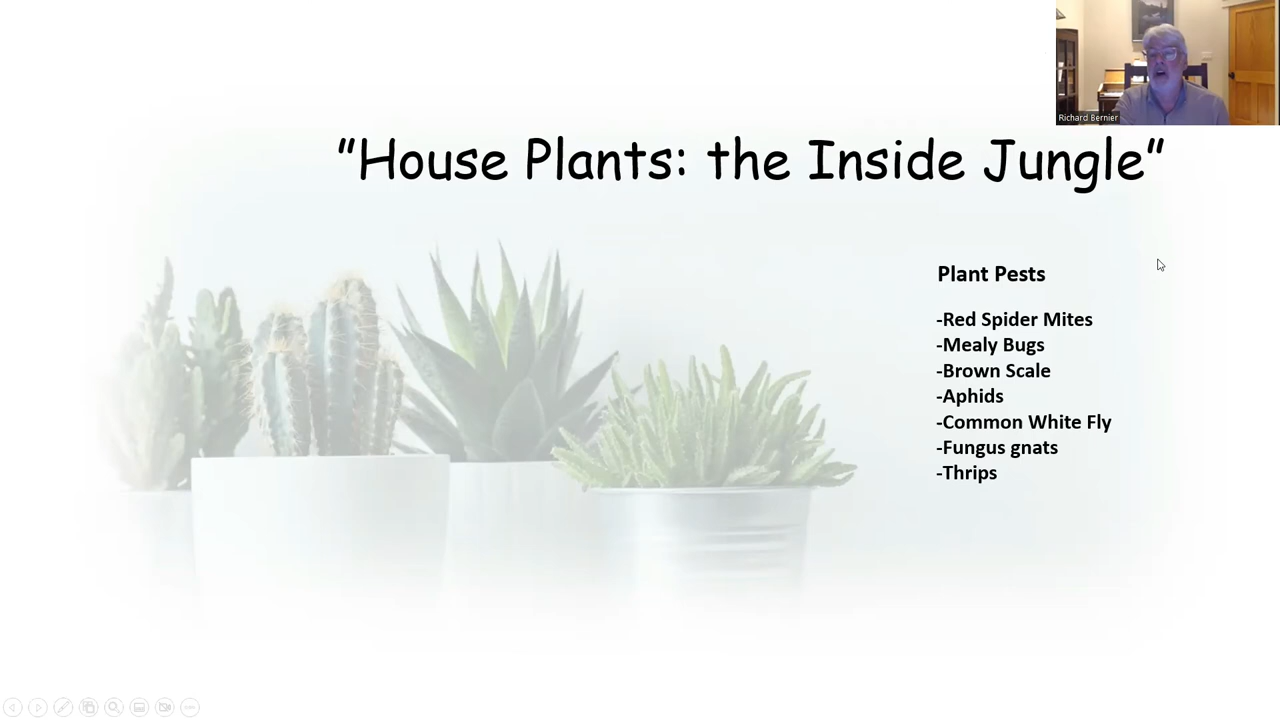 Richard Bernier
"House Plants: the Inside Jungle"
Plant Pests
-Red Spider Mites
-Mealy Bugs
-Brown Scale
-Aphids
-Common White Fly
-Fungus gnats
-Thrips